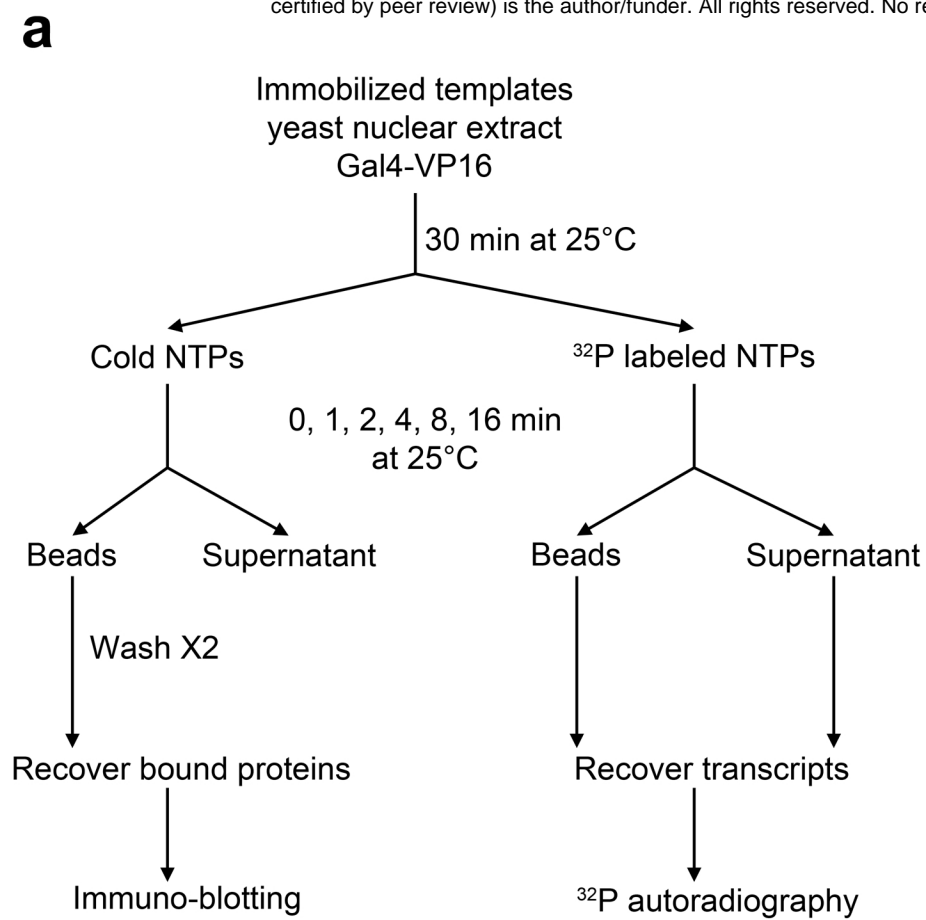 certified by peer review) is the author/funder. All rights reserved. No
a
Immobilized templates
yeast nuclear extract
Gal4-VP16
30 min at 25°C
Cold NTPs
³²P labeled NTPs
0, 1, 2, 4, 8, 16 min
at 25°C
Beads
Supernatant
Beads
Supernatant
Wash X2
Recover bound proteins
Recover transcripts
Immuno-blotting
³²P autoradiography